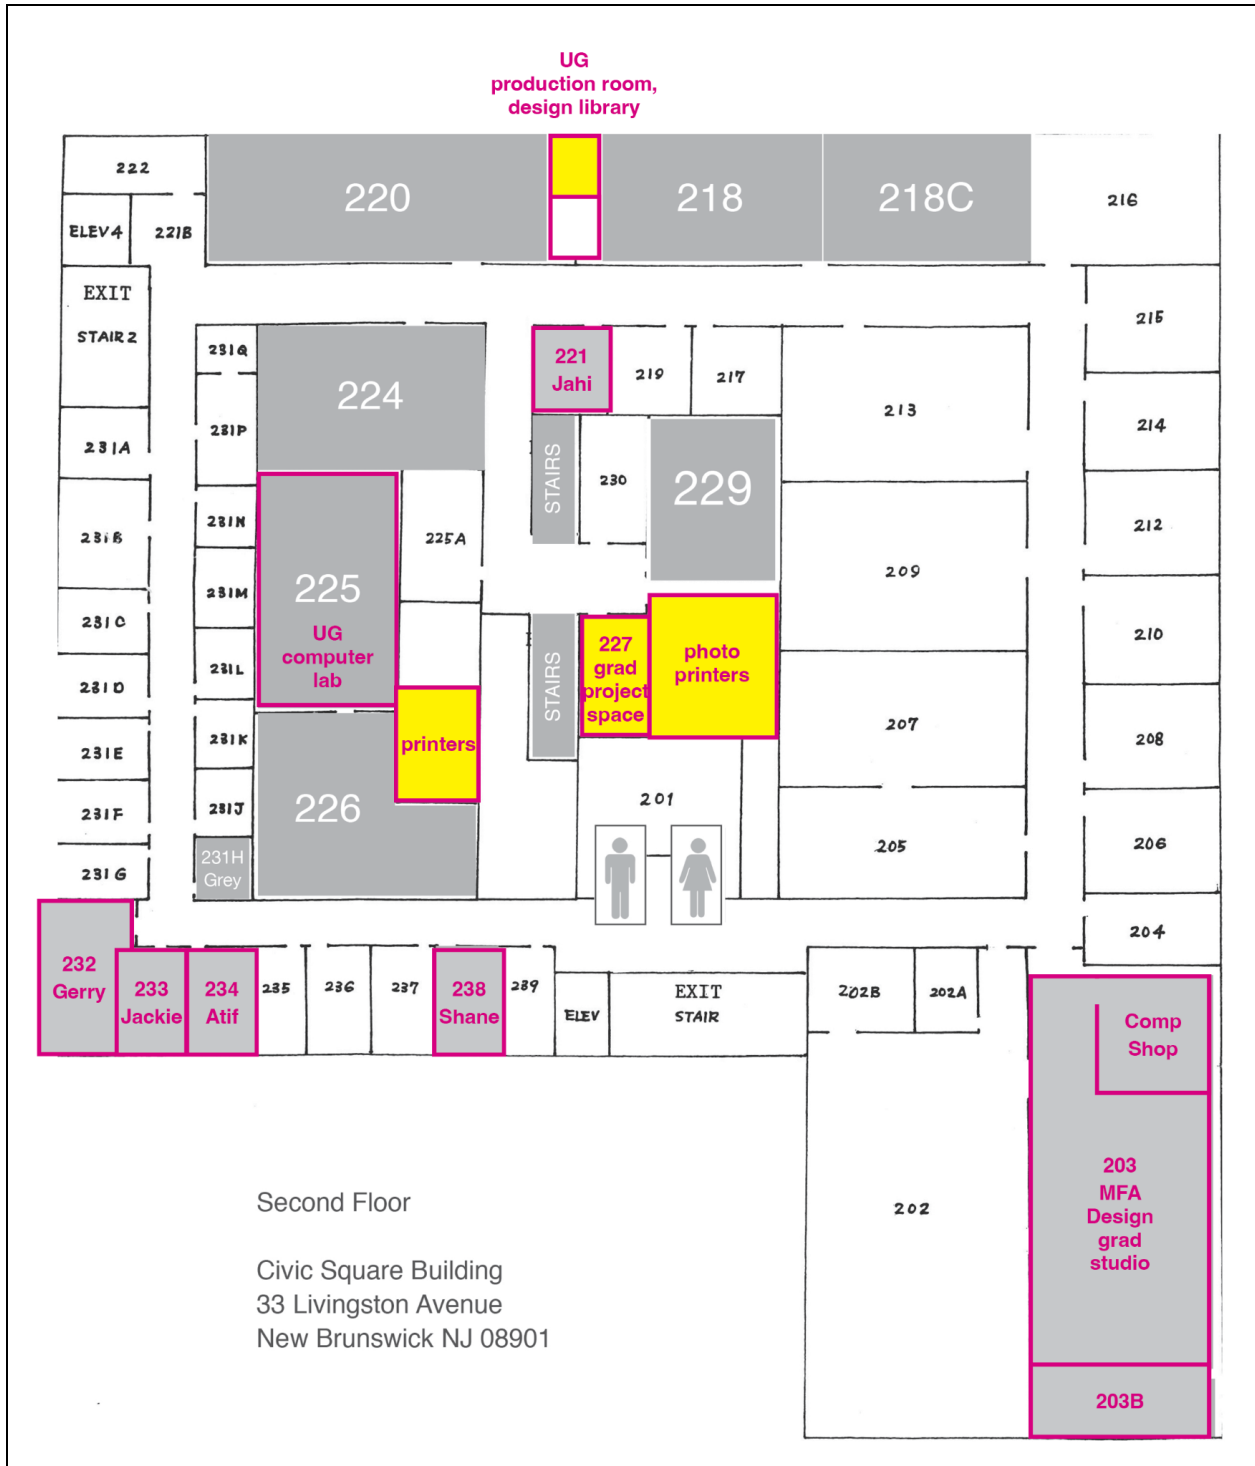 UG
production room,
design library
222
220
218
218C
216
ELEV4
221B
EXIT
STAIR 2
215
231Q
224
221
Jahi
219
217
213
214
231A
231P
STAIRS
230
229
231B
231N
225A
212
231M
225
UG
computer
lab
209
231C
231L
227
grad
project
space
photo
printers
210
231D
231K
printers
STAIRS
207
208
231E
231F
231J
226
201
205
206
231G
231H
Grey
204
232
Gerry
233
Jackie
234
Atif
235
236
237
238
Shane
239
ELEV
EXIT
STAIR
202B
202A
Comp
Shop
202
203
MFA
Design
grad
studio
203B
Second Floor
Civic Square Building
33 Livingston Avenue
New Brunswick NJ 08901